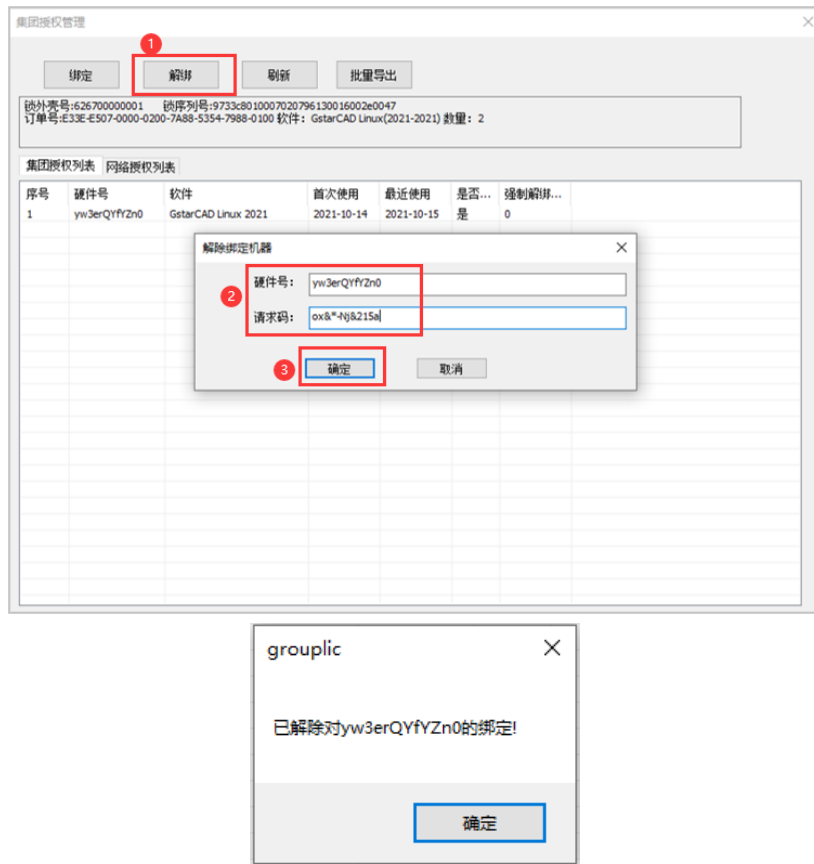 集团授权管理
1
绑定 解绑 刷新 批量导出
锁外壳号:626700000001 锁序列号:9733c8010007020796130016002e0047
订单号:E33E-E507-0000-0200-7A88-5354-7988-0100 软件: GstarCAD Linux(2021-2021) 数量: 2
集团授权列表 网络授权列表
序号 硬件号 软件 首次使用 最近使用 是否... 强制解绑...
1 yw3erQYfYZn0 GstarCAD Linux 2021 2021-10-14 2021-10-15 是 0
解除绑定机器
硬件号: yw3erQYfYZn0
2
请求码: ox&*-Nj&215a
3 确定 取消
grouplic
已解除对yw3erQYfYZn0的绑定!
确定